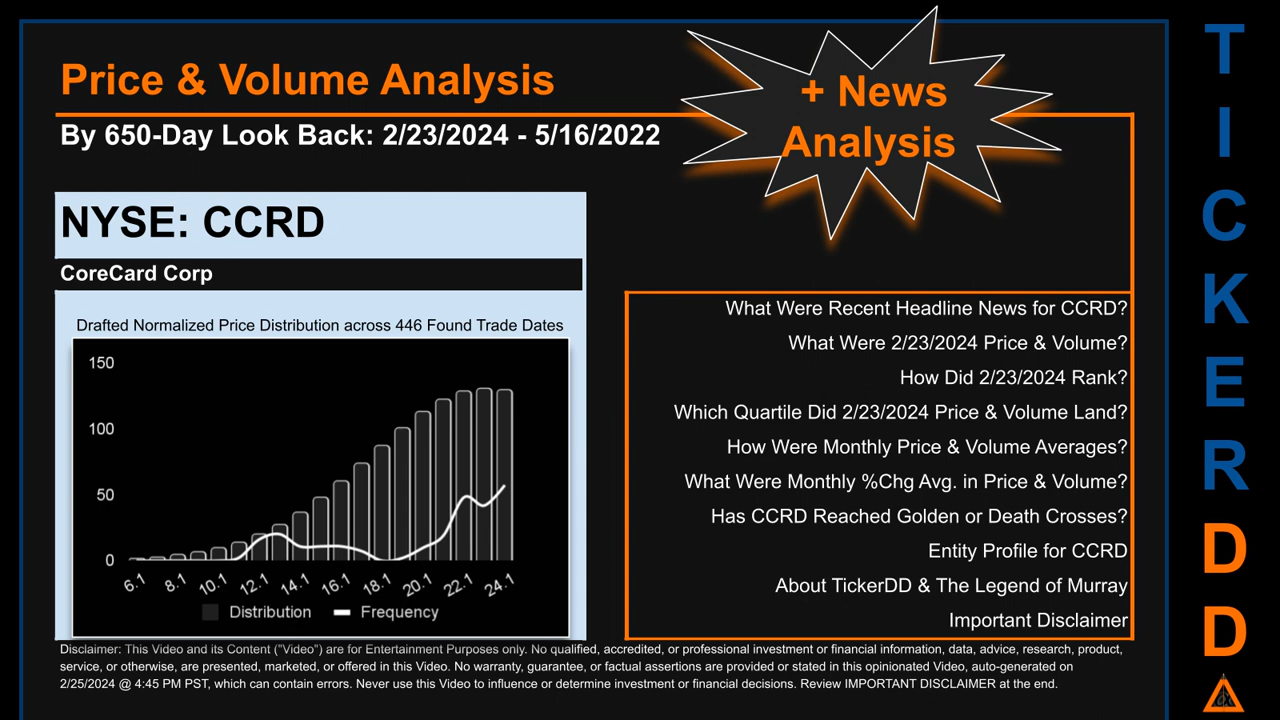 Price & Volume Analysis
+ News
Analysis
By 650-Day Look Back: 2/23/2024 - 5/16/2022
NYSE: CCRD
CoreCard Corp
Drafted Normalized Price Distribution across 446 Found Trade Dates
150
100
50
0
6.1 8.1 10.1 12.1 14.1 16.1 18.1 20.1 22.1 24.1
Distribution Frequency
What Were Recent Headline News for CCRD?
What Were 2/23/2024 Price & Volume?
How Did 2/23/2024 Rank?
Which Quartile Did 2/23/2024 Price & Volume Land?
How Were Monthly Price & Volume Averages?
What Were Monthly %Chg Avg. in Price & Volume?
Has CCRD Reached Golden or Death Crosses?
Entity Profile for CCRD
About TickerDD & The Legend of Murray
Important Disclaimer
Disclaimer: This Video and its Content ("Video") are for Entertainment Purposes only. No qualified, accredited, or professional investment or financial information, data, advice, research, product,
service, or otherwise, are presented, marketed, or offered in this Video. No warranty, guarantee, or factual assertions are provided or stated in this opinionated Video, auto-generated on
2/25/2024 @ 4:45 PM PST, which can contain errors. Never use this Video to influence or determine investment or financial decisions. Review IMPORTANT DISCLAIMER at the end.
T
I
C
K
E
R
D
D